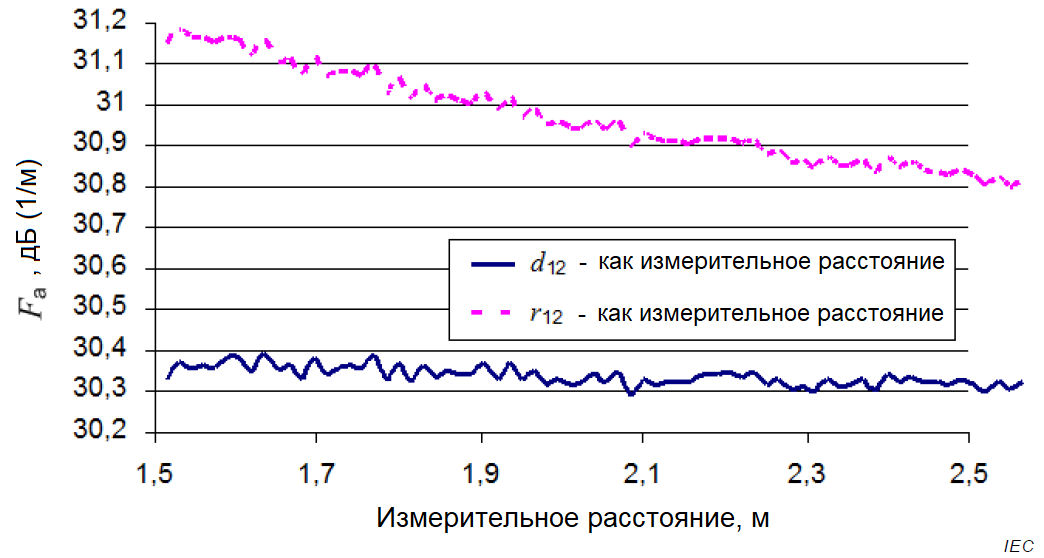 31,2
31,1
31
30,9
30,8
30,7
30,6
30,5
30,4
30,3
30,2
Fa , дБ (1/м)
d12 - как измерительное расстояние
r12 - как измерительное расстояние
1,5 1,7 1,9 2,1 2,3 2,5
Измерительное расстояние, м
IEC